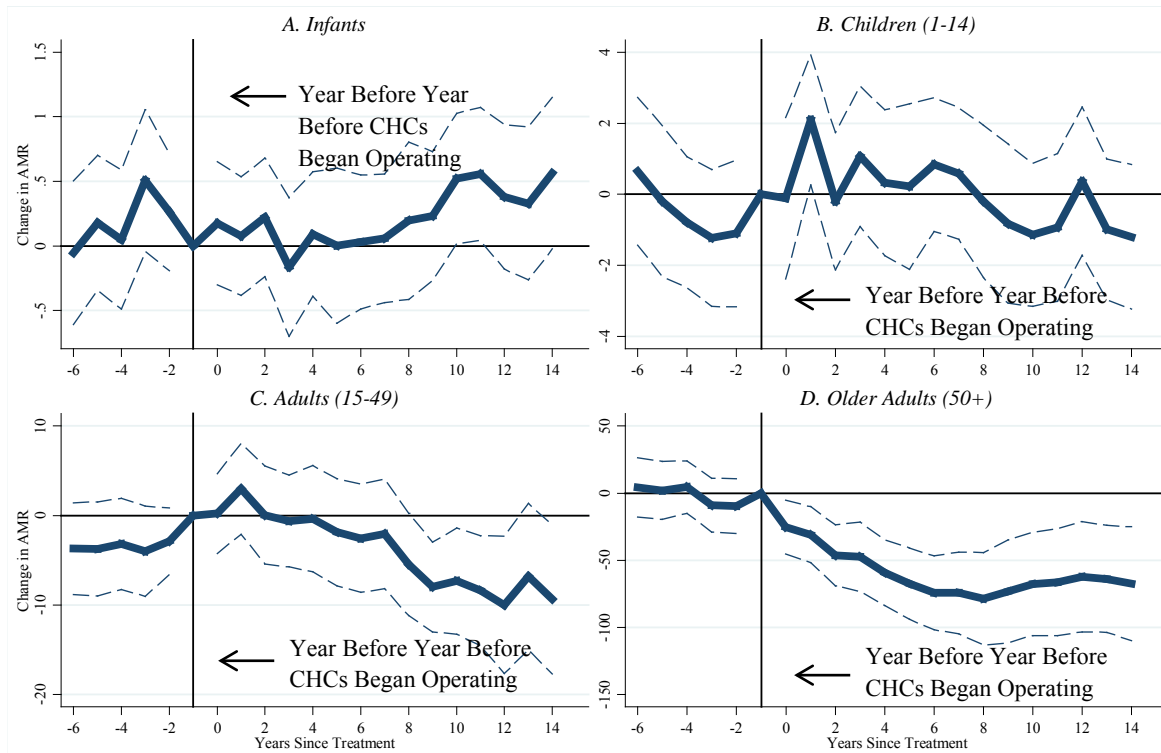 A. Infants
1.5
1
.5
0
-.5
Change in AMR
Year Before Year
Before CHCs
Began Operating
-6 -4 -2 0 2 4 6 8 10 12 14
B. Children (1-14)
4
2
0
-2
-4
Year Before Year Before
CHCs Began Operating
-6 -4 -2 0 2 4 6 8 10 12 14
C. Adults (15-49)
10
0
-10
-20
Change in AMR
Year Before Year Before
CHCs Began Operating
-6 -4 -2 0 2 4 6 8 10 12 14
Years Since Treatment
D. Older Adults (50+)
50
0
-50
-100
-150
Year Before Year Before
CHCs Began Operating
-6 -4 -2 0 2 4 6 8 10 12 14
Years Since Treatment